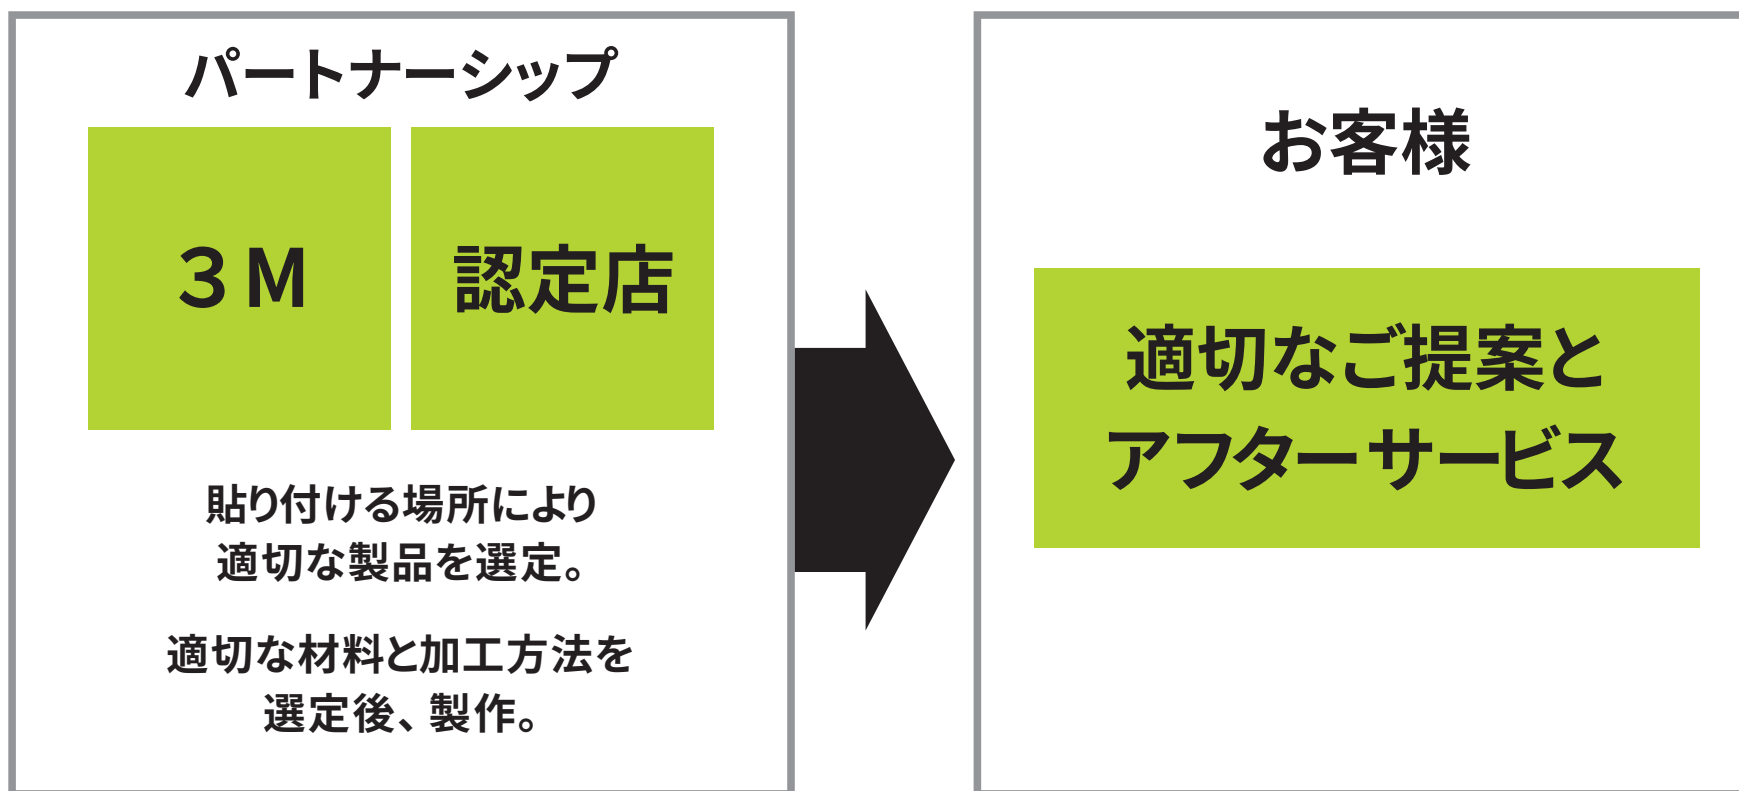 パートナーシップ
３Ｍ
認定店
貼り付ける場所により
適切な製品を選定。
適切な材料と加工方法を
選定後、製作。
お客様
適切なご提案と
アフターサービス